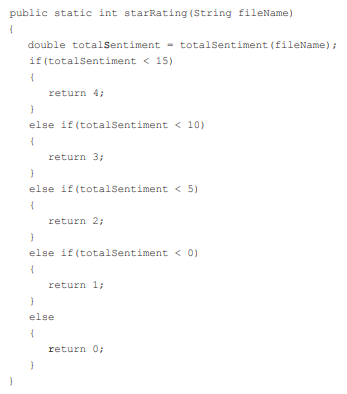 public static int starRating(String fileName)
{
double totalSentiment = totalSentiment(fileName);
if(totalSentiment < 15)
{
return 4;
}
else if(totalSentiment < 10)
{
return 3;
}
else if(totalSentiment < 5)
{
return 2;
}
else if(totalSentiment < 0)
{
return 1;
}
else
{
return 0;
}
}